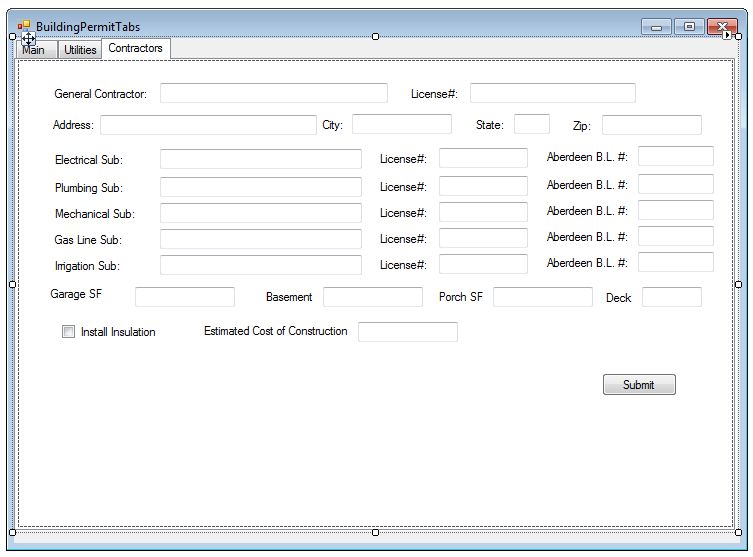 BuildingPermitTabs
Main Utilities Contractors
General Contractor: License#:
Address: City: State: Zip:
Electrical Sub: License#: Aberdeen B.L. #:
Plumbing Sub: License#: Aberdeen B.L. #:
Mechanical Sub: License#: Aberdeen B.L. #:
Gas Line Sub: License#: Aberdeen B.L. #:
Irrigation Sub: License#: Aberdeen B.L. #:
Garage SF Basement Porch SF Deck
Install Insulation Estimated Cost of Construction
Submit